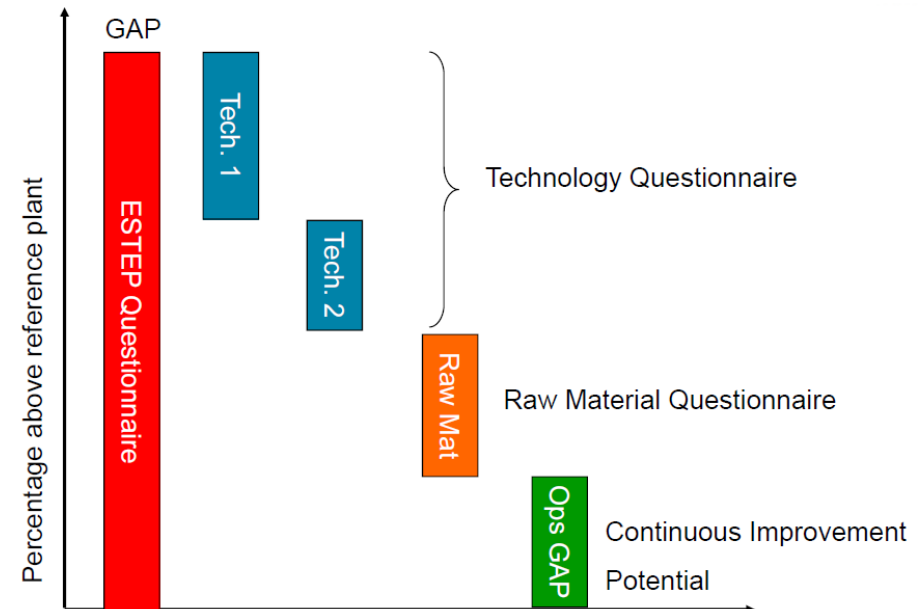 GAP
Percentage above reference plant
ESTEP Questionnaire
Tech. 1
Tech. 2
Technology Questionnaire
Raw Mat
Raw Material Questionnaire
Ops GAP
Continuous Improvement
Potential